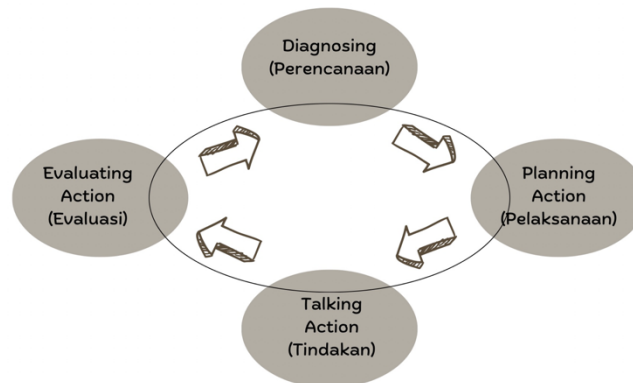 Diagnosing
(Perencanaan)
Evaluating
Action
(Evaluasi)
Planning
Action
(Pelaksanaan)
Talking
Action
(Tindakan)